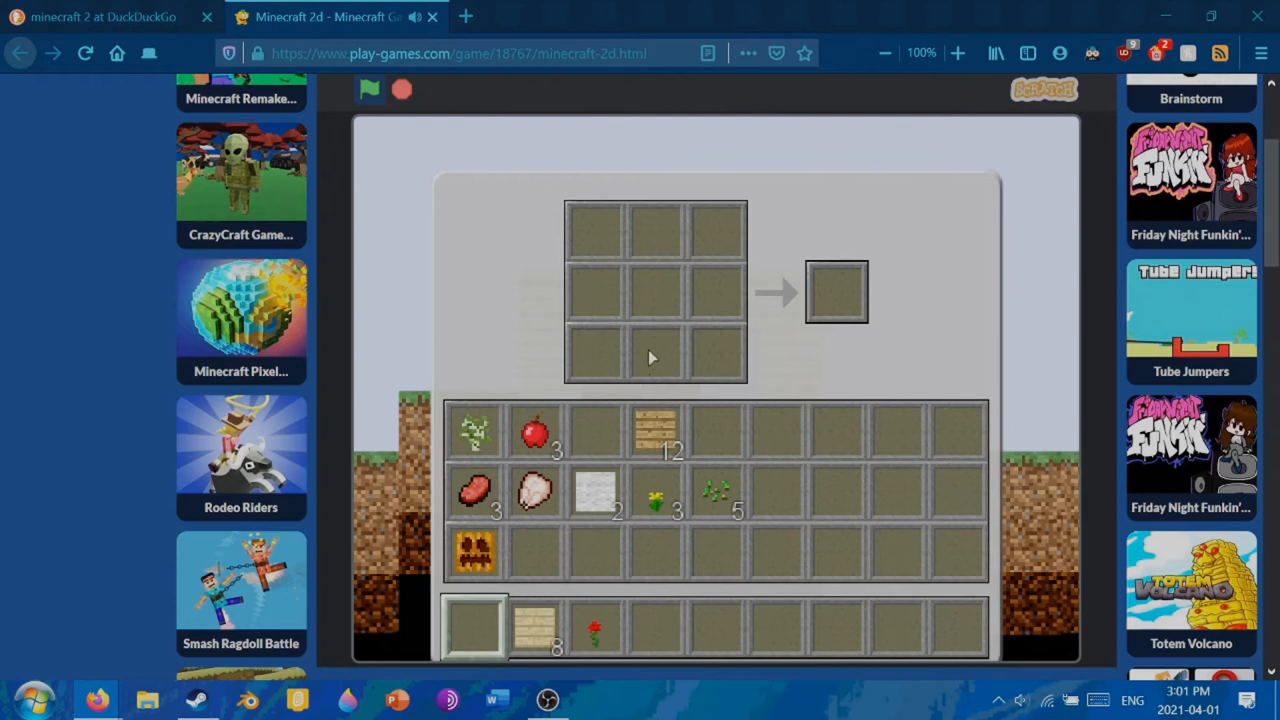 minecraft 2 at DuckDuckGo
Minecraft 2d - Minecraft Ga
https://www.play-games.com/game/18767/minecraft-2d.html
100%
9
2
Minecraft Remake...
SCRATCH
Brainstorm
FRIDAY NIGHT
FUNKIN'
CrazyCraft Game...
Friday Night Funkin'...
TUBE JUMPERS
Minecraft Pixel...
Tube Jumpers
3
12
FRIDAY NIGHT
FUNKIN'
3
2
3
5
Rodeo Riders
Friday Night Funkin'...
TOTEM
VOLCANO
Smash Ragdoll Battle
8
Totem Volcano
ENG
3:01 PM
2021-04-01